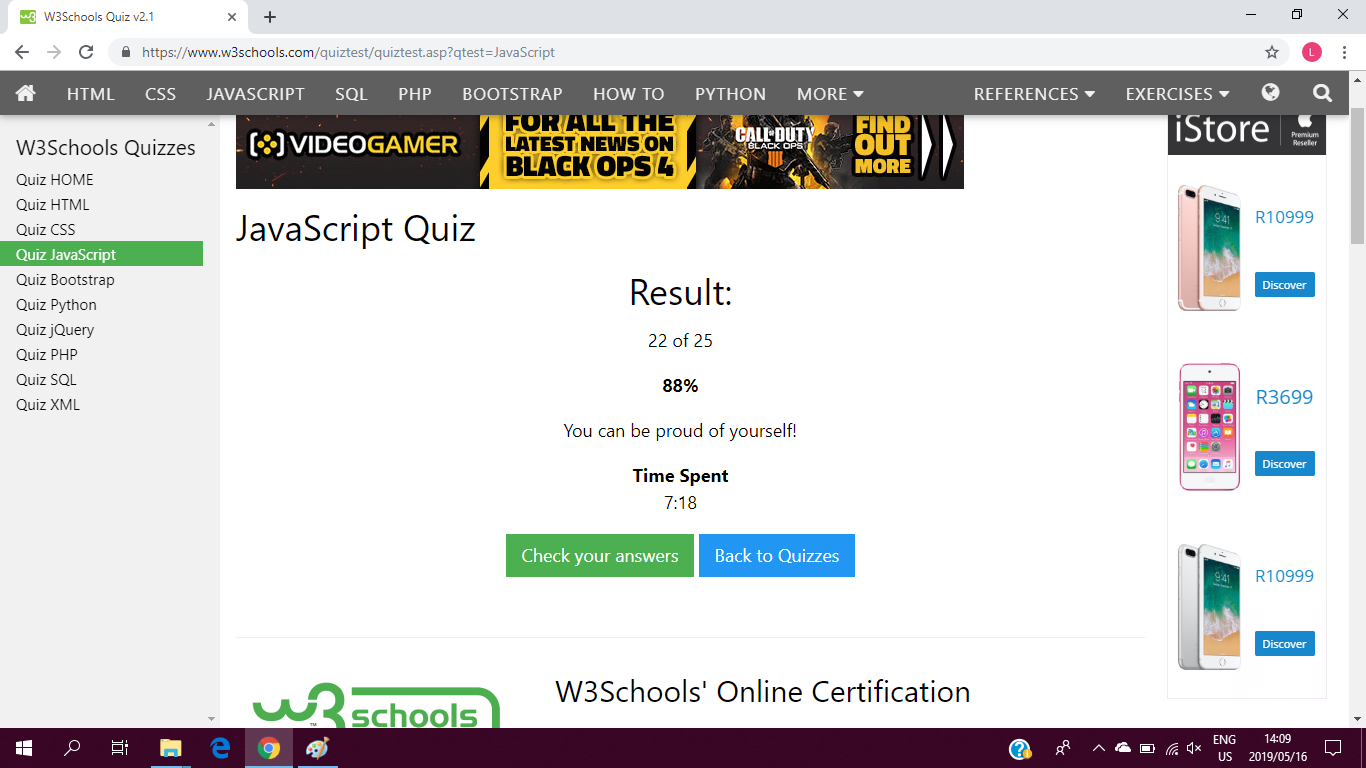 W3Schools Quiz v2.1
https://www.w3schools.com/quiztest/quiztest.asp?qtest=JavaScript
L
HTML CSS JAVASCRIPT SQL PHP BOOTSTRAP HOW TO PYTHON MORE REFERENCES EXERCISES
W3Schools Quizzes
Quiz HOME
Quiz HTML
Quiz CSS
Quiz JavaScript
Quiz Bootstrap
Quiz Python
Quiz jQuery
Quiz PHP
Quiz SQL
Quiz XML
VIDEOGAMER
FOR ALL THE
LATEST NEWS ON
BLACK OPS 4
CALL OF DUTY
BLACK OPS
FIND
OUT
MORE
JavaScript Quiz
Result:
22 of 25
88%
You can be proud of yourself!
Time Spent
7:18
Check your answers Back to Quizzes
w3schools
TM
W3Schools' Online Certification
iStore
Premium
Reseller
9:41
R10999
Discover
R3699
Discover
9:41
R10999
Discover
ENG
US
14:09
2019/05/16